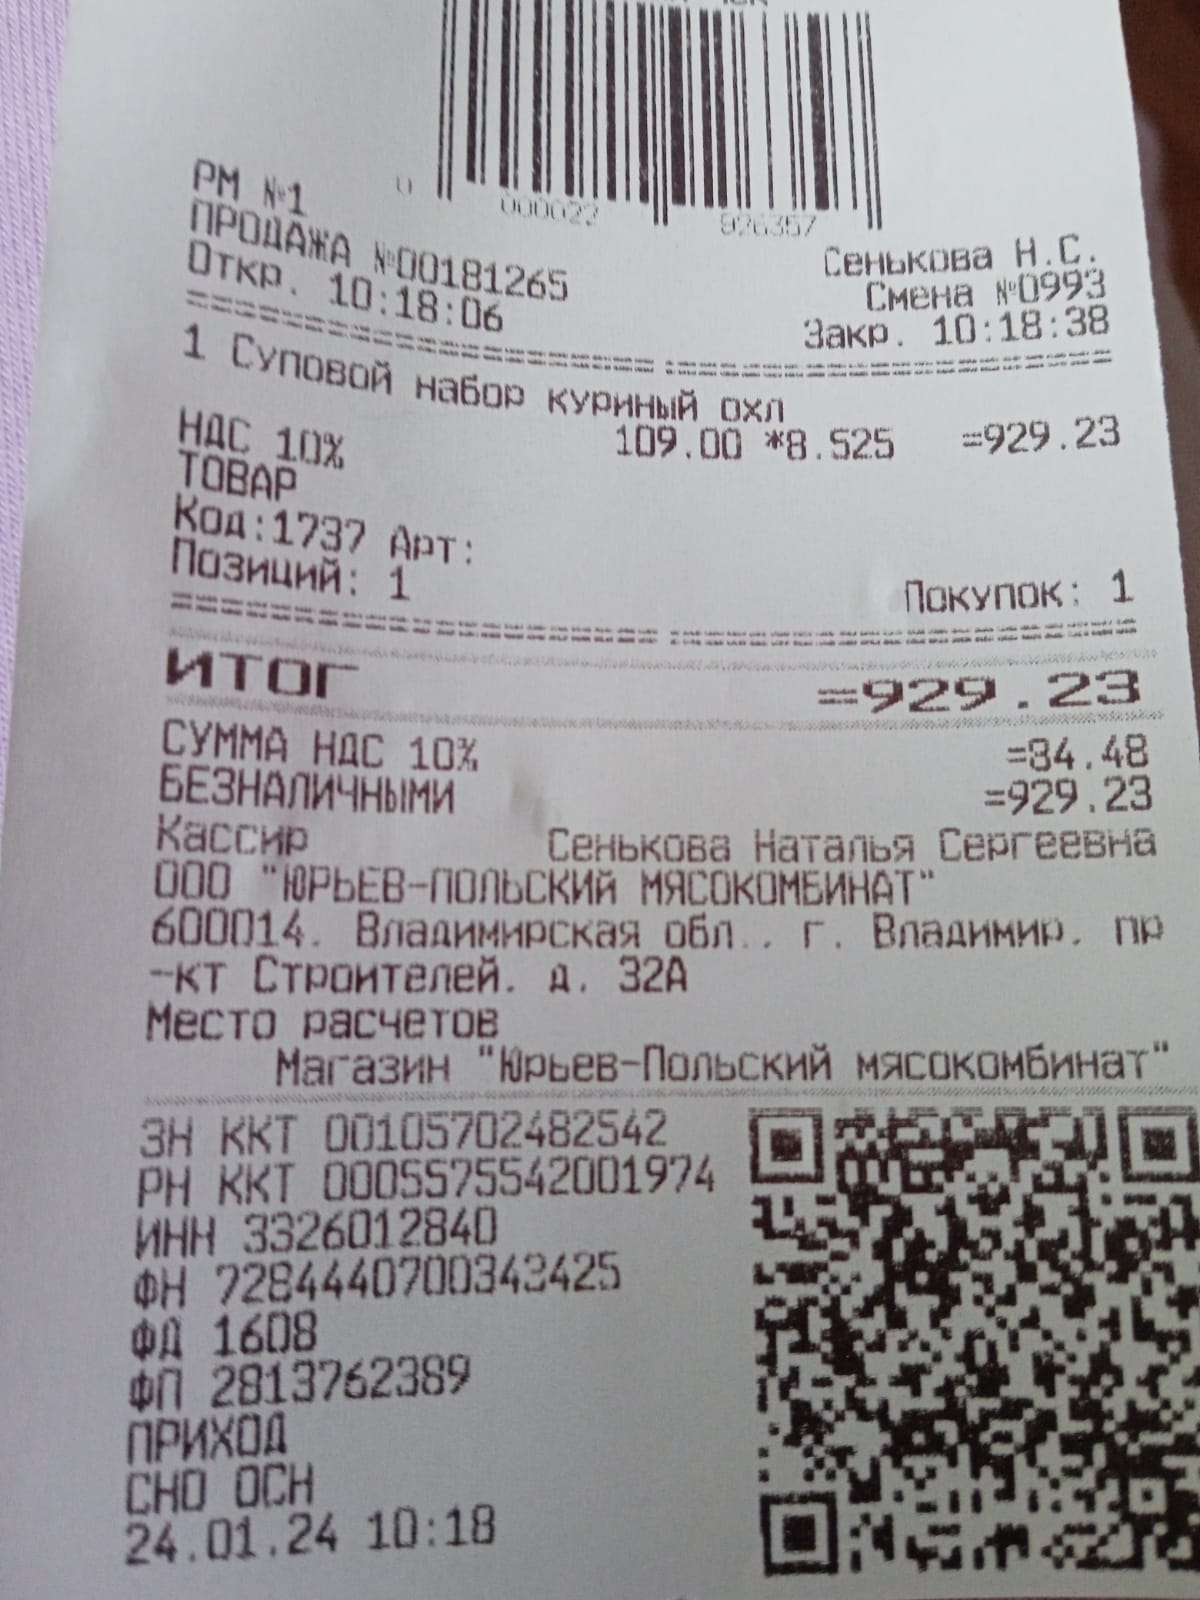 0 000022 926357
РМ №1
ПРОДАЖА №00181265 Сенькова Н.С.
Откр. 10:18:06 Смена №0993
Закр. 10:18:38
1 Суповой набор куриный охл
109.00 *8.525 =929.23
НДС 10%
ТОВАР
Код:1737 Арт:
Позиций: 1 Покупок: 1
ИТОГ =929.23
СУММА НДС 10% =84.48
БЕЗНАЛИЧНЫМИ =929.23
Кассир Сенькова Наталья Сергеевна
ООО "ЮРЬЕВ-ПОЛЬСКИЙ МЯСОКОМБИНАТ"
600014, Владимирская обл., г. Владимир, пр
-кт Строителей, д. 32А
Место расчетов
Магазин "Юрьев-Польский мясокомбинат"
ЗН ККТ 00105702482542
РН ККТ 0005575542001974
ИНН 3326012840
ФН 7284440700343425
ФД 1608
ФП 2813762389
ПРИХОД
СНО ОСН
24.01.24 10:18